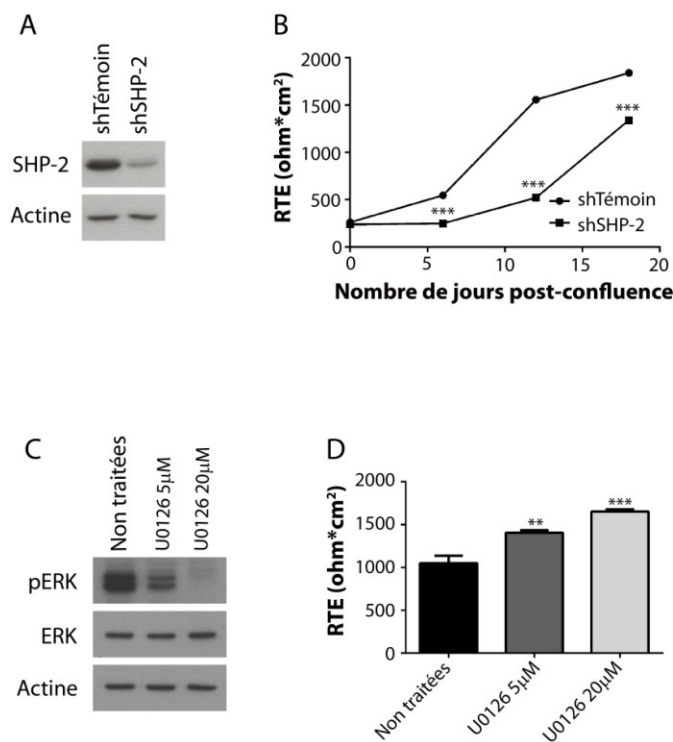 A
shTémoin
shSHP-2
SHP-2
Actine
B
RTE (ohm*cm²)
2000
1500
1000
500
0
***
***
***
shTémoin
shSHP-2
0
5
10
15
20
Nombre de jours post-confluence
C
Non traitées
U0126 5µM
U0126 20µM
pERK
ERK
Actine
D
RTE (ohm*cm²)
2000
1500
1000
500
0
**
***
Non traitées
U0126 5µM
U0126 20µM